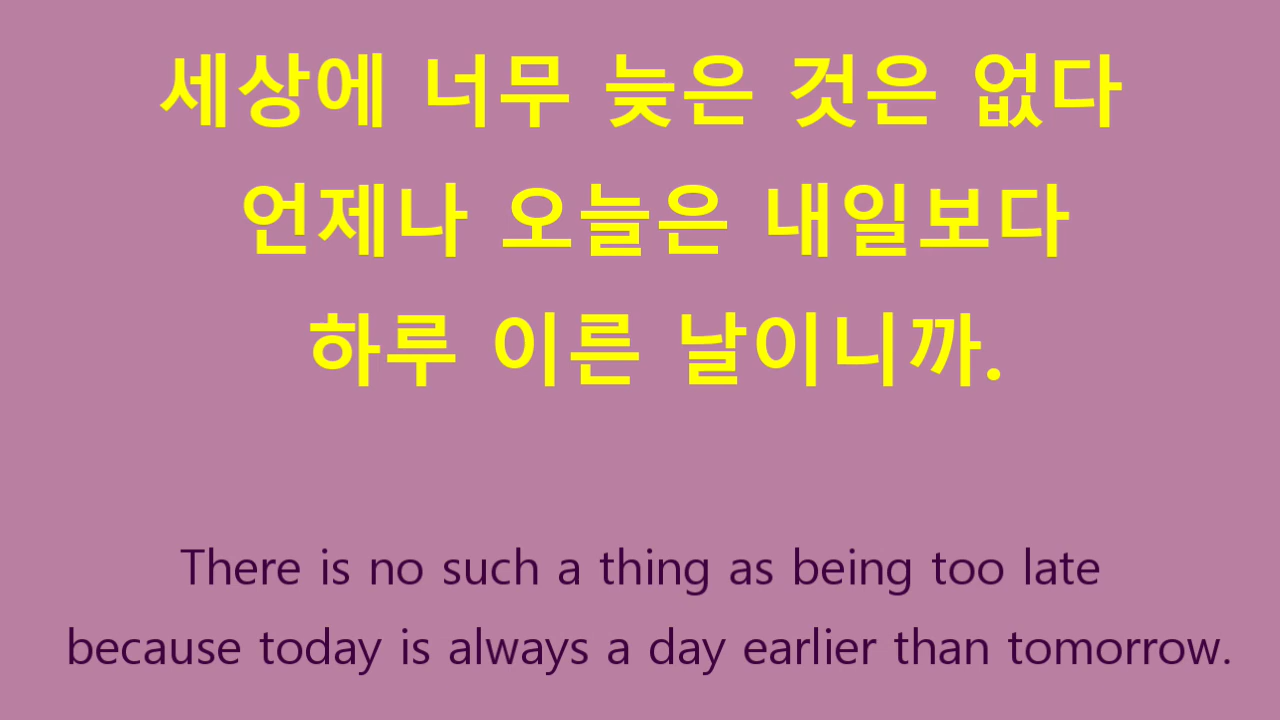 세상에 너무 늦은 것은 없다
언제나 오늘은 내일보다
하루 이른 날이니까.
There is no such a thing as being too late
because today is always a day earlier than tomorrow.